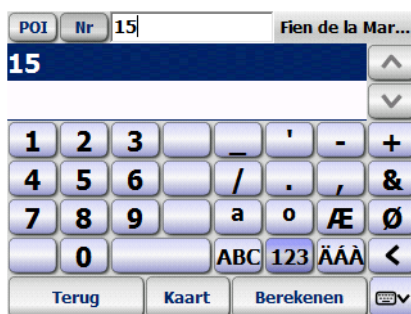 POI Nr 15 Fien de la Mar...
15
1 2 3 _ ' - +
4 5 6 / . , &
7 8 9 a o Æ Ø
0 ABC 123 ÄÁÀ <
Terug Kaart Berekenen